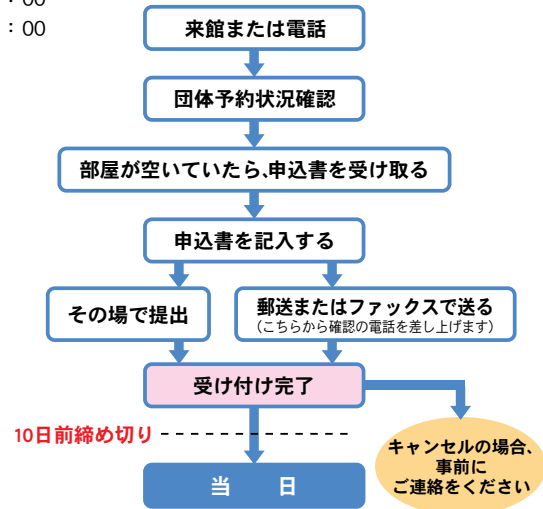 ：00
：00
来館または電話
団体予約状況確認
部屋が空いていたら、申込書を受け取る
申込書を記入する
その場で提出
郵送またはファックスで送る
（こちらから確認の電話を差し上げます）
受け付け完了
10日前締め切り
キャンセルの場合、
事前に
ご連絡をください
当　日